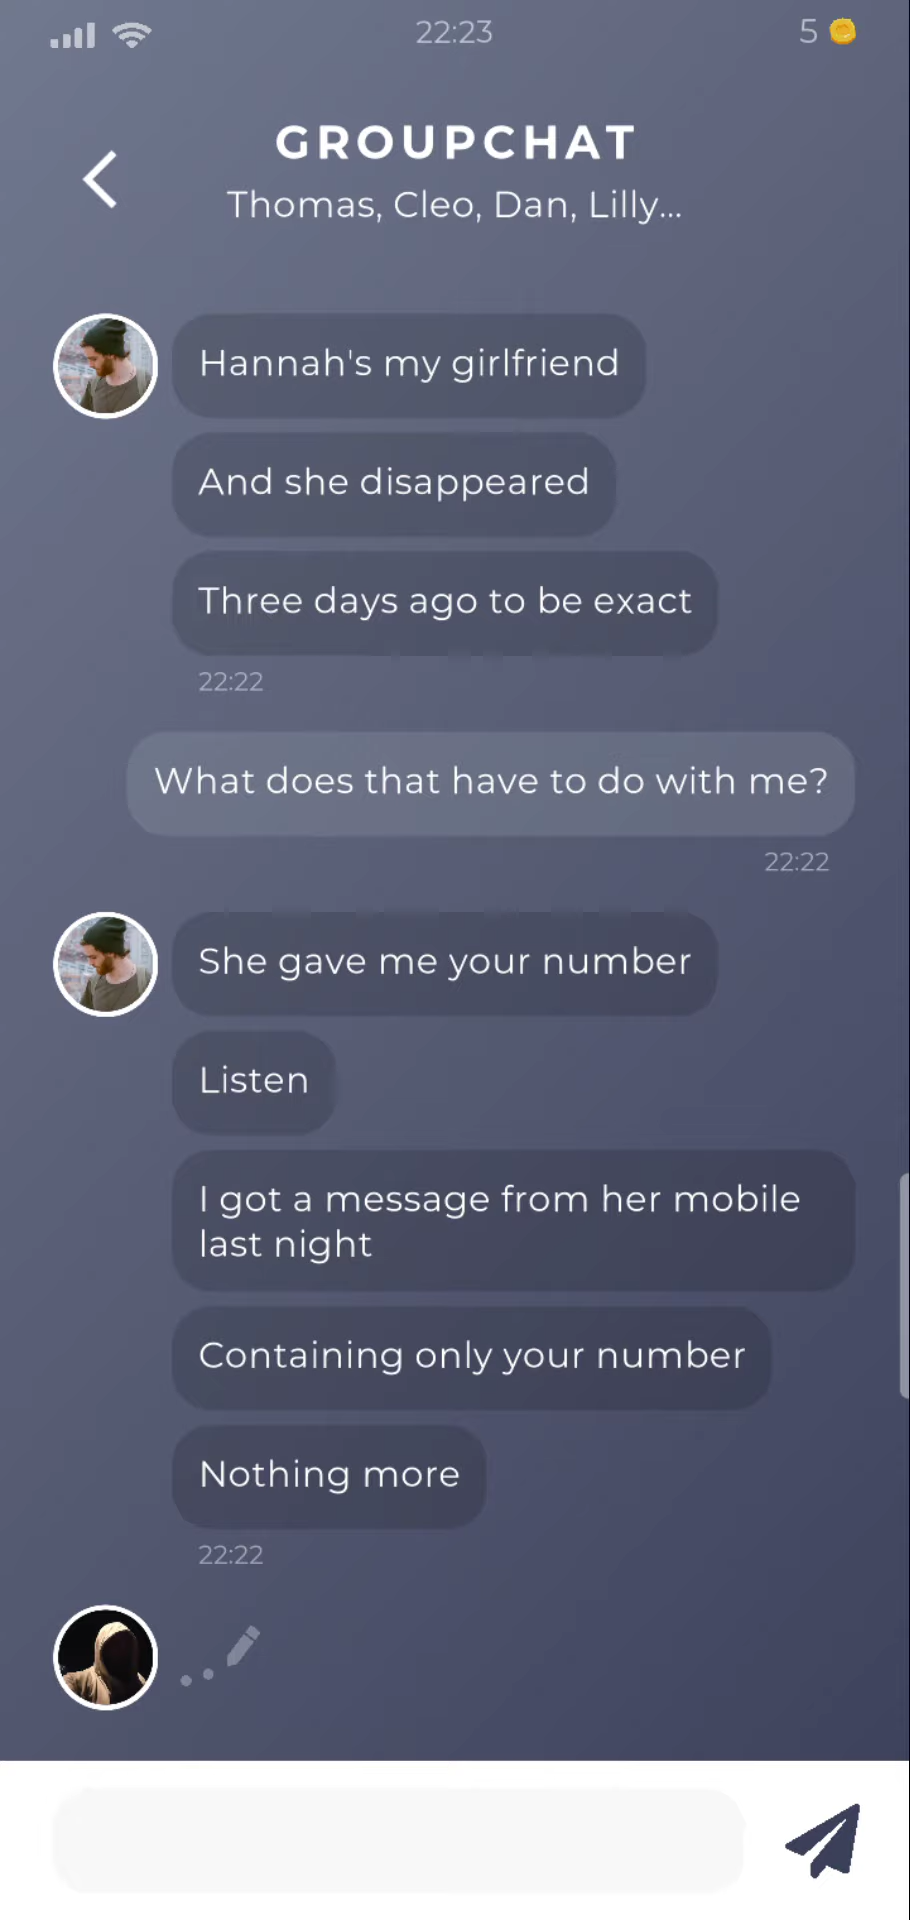 22:23
5
GROUPCHAT
Thomas, Cleo, Dan, Lilly...
Hannah's my girlfriend
And she disappeared
Three days ago to be exact
22:22
What does that have to do with me?
22:22
She gave me your number
Listen
I got a message from her mobile
last night
Containing only your number
Nothing more
22:22